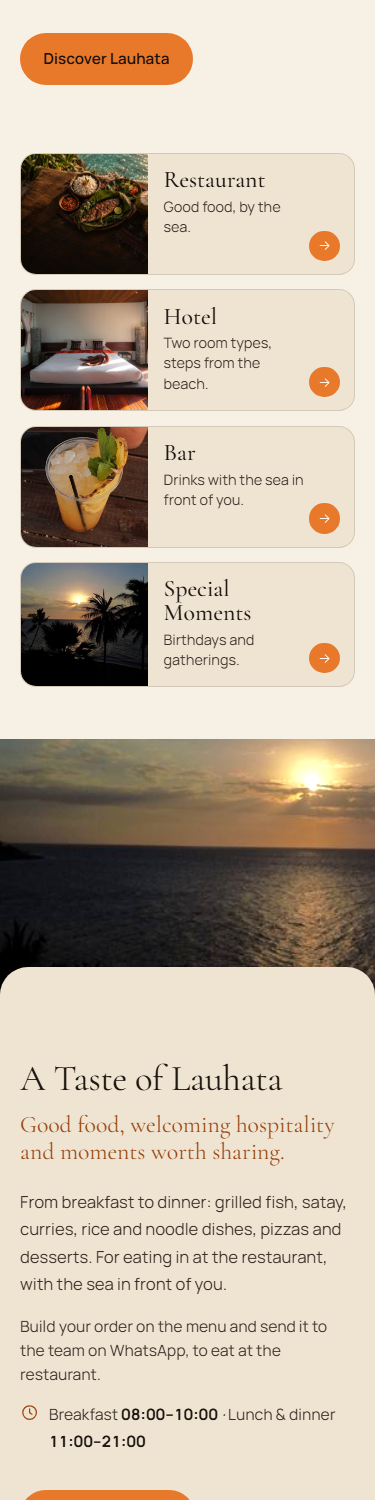 Discover Lauhata
Restaurant
Good food, by the
sea.
Hotel
Two room types,
steps from the
beach.
Bar
Drinks with the sea in
front of you.
Special
Moments
Birthdays and
gatherings.
A Taste of Lauhata
Good food, welcoming hospitality
and moments worth sharing.
From breakfast to dinner: grilled fish, satay,
curries, rice and noodle dishes, pizzas and
desserts. For eating in at the restaurant,
with the sea in front of you.
Build your order on the menu and send it to
the team on WhatsApp, to eat at the
restaurant.
Breakfast 08:00–10:00 · Lunch & dinner
11:00–21:00